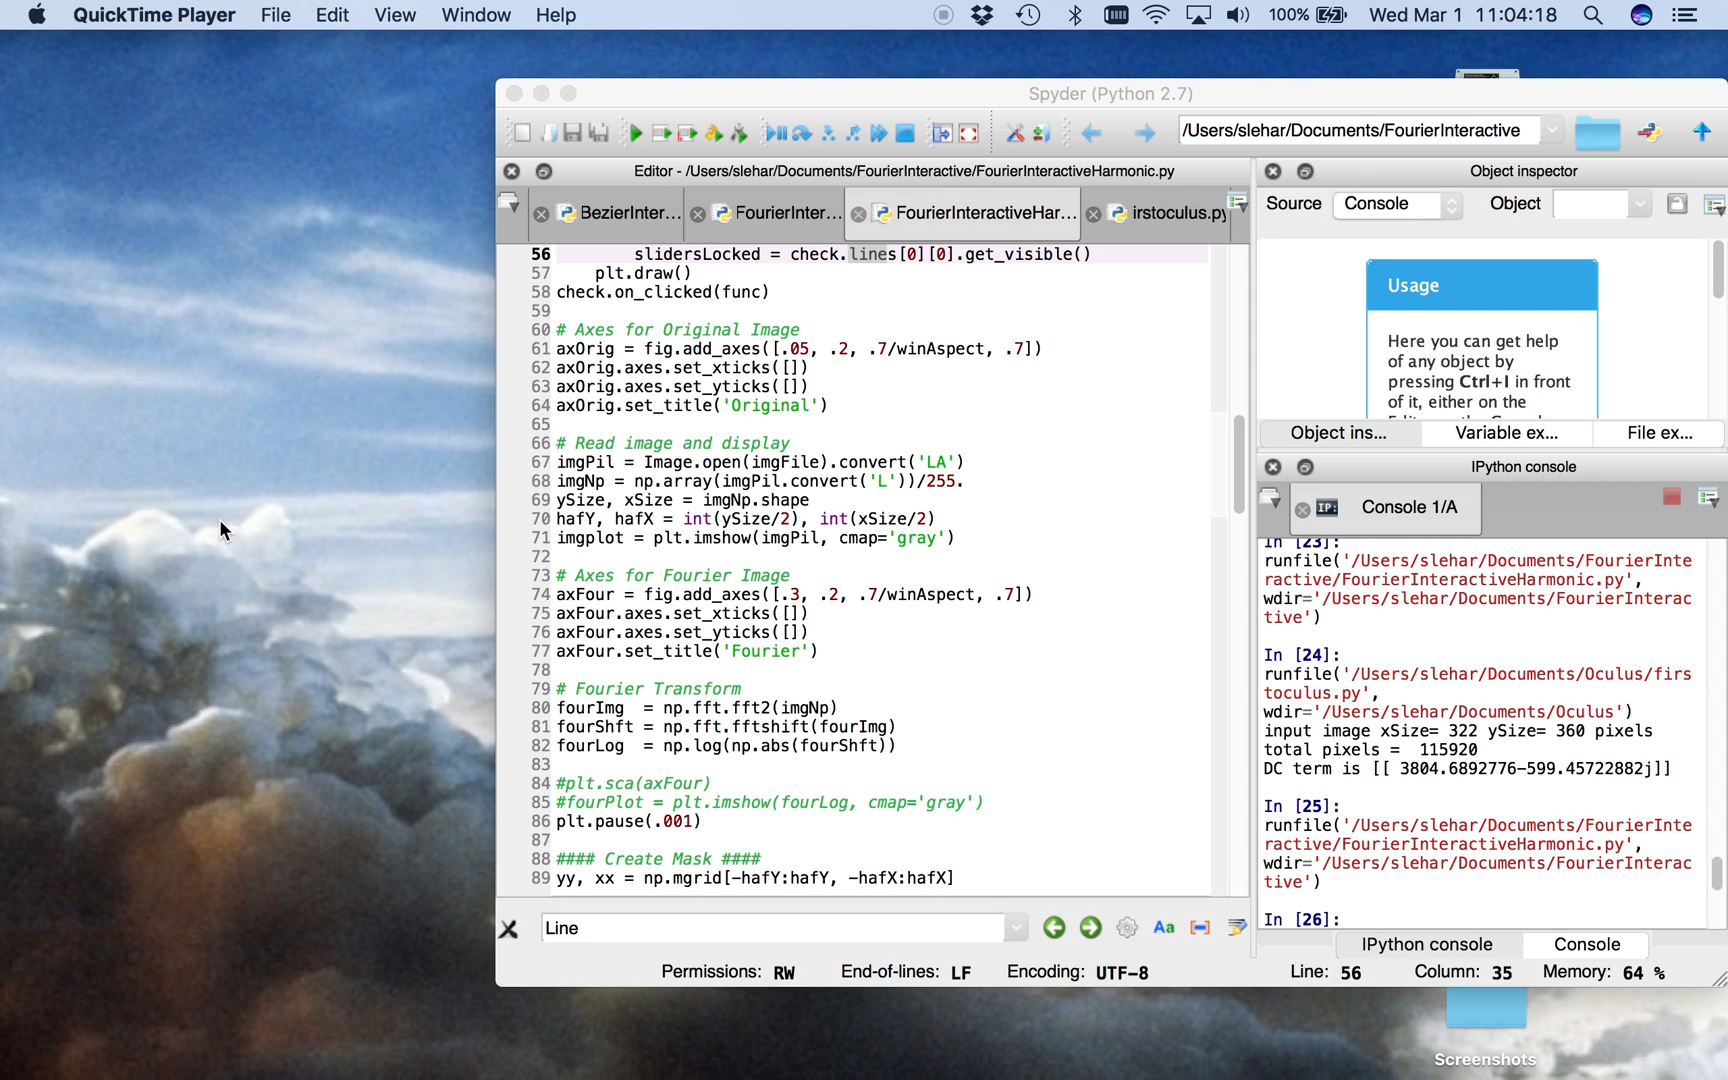 QuickTime Player File Edit View Window Help 100% Wed Mar 1 11:04:18
Spyder (Python 2.7)
/Users/slehar/Documents/FourierInteractive
Editor - /Users/slehar/Documents/FourierInteractive/FourierInteractiveHarmonic.py
BezierInter... FourierInter... FourierInteractiveHar... irstoculus.py
56 slidersLocked = check.lines[0][0].get_visible()
57 plt.draw()
58 check.on_clicked(func)
59
60 # Axes for Original Image
61 axOrig = fig.add_axes([.05, .2, .7/winAspect, .7])
62 axOrig.axes.set_xticks([])
63 axOrig.axes.set_yticks([])
64 axOrig.set_title('Original')
65
66 # Read image and display
67 imgPil = Image.open(imgFile).convert('LA')
68 imgNp = np.array(imgPil.convert('L'))/255.
69 ySize, xSize = imgNp.shape
70 hafY, hafX = int(ySize/2), int(xSize/2)
71 imgplot = plt.imshow(imgPil, cmap='gray')
72
73 # Axes for Fourier Image
74 axFour = fig.add_axes([.3, .2, .7/winAspect, .7])
75 axFour.axes.set_xticks([])
76 axFour.axes.set_yticks([])
77 axFour.set_title('Fourier')
78
79 # Fourier Transform
80 fourImg = np.fft.fft2(imgNp)
81 fourShft = np.fft.fftshift(fourImg)
82 fourLog = np.log(np.abs(fourShft))
83
84 #plt.sca(axFour)
85 #fourPlot = plt.imshow(fourLog, cmap='gray')
86 plt.pause(.001)
87
88 #### Create Mask ####
89 yy, xx = np.mgrid[-hafY:hafY, -hafX:hafX]
Line
Aa
Permissions: RW End-of-lines: LF Encoding: UTF-8 Line: 56 Column: 35 Memory: 64 %
Object inspector
Source Console Object
Usage
Here you can get help
of any object by
pressing Ctrl+I in front
of it, either on the
Object ins... Variable ex... File ex...
IPython console
IP: Console 1/A
In [23]:
runfile('/Users/slehar/Documents/FourierInte
ractive/FourierInteractiveHarmonic.py',
wdir='/Users/slehar/Documents/FourierInterac
tive')
In [24]:
runfile('/Users/slehar/Documents/Oculus/firs
toculus.py',
wdir='/Users/slehar/Documents/Oculus')
input image xSize= 322 ySize= 360 pixels
total pixels = 115920
DC term is [[ 3804.6892776-599.45722882j]]
In [25]:
runfile('/Users/slehar/Documents/FourierInte
ractive/FourierInteractiveHarmonic.py',
wdir='/Users/slehar/Documents/FourierInterac
tive')
In [26]:
IPython console Console
Screenshots